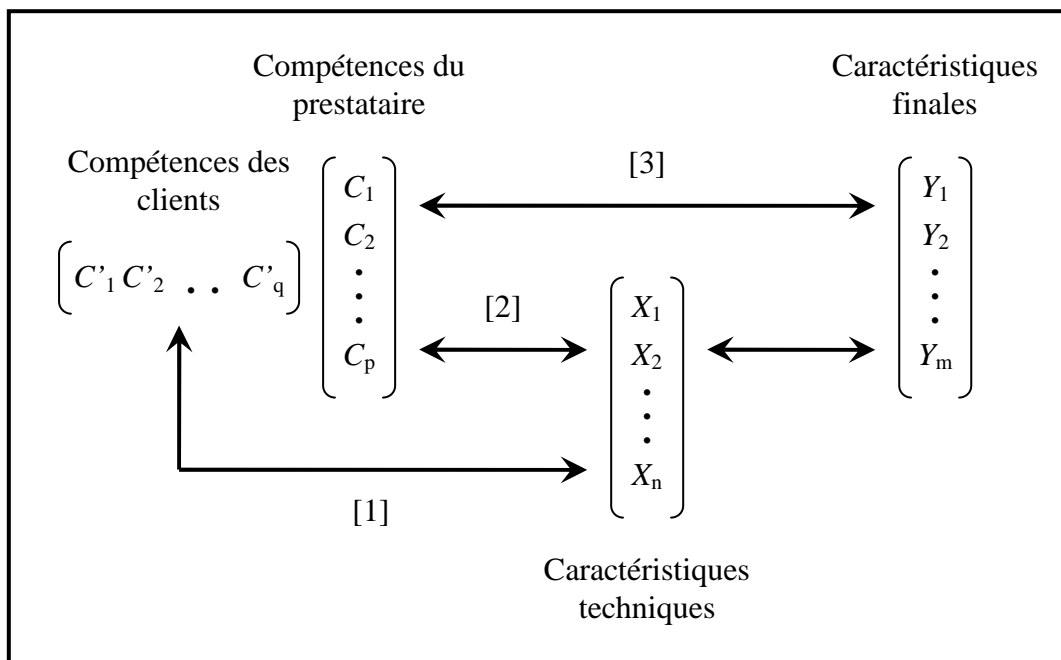 Compétences du
prestataire
Caractéristiques
finales
Compétences des
clients
[3]
C1
C2
Cp
Y1
Y2
Ym
C’1 C’2 . . C’q
[2]
X1
X2
Xn
[1]
Caractéristiques
techniques